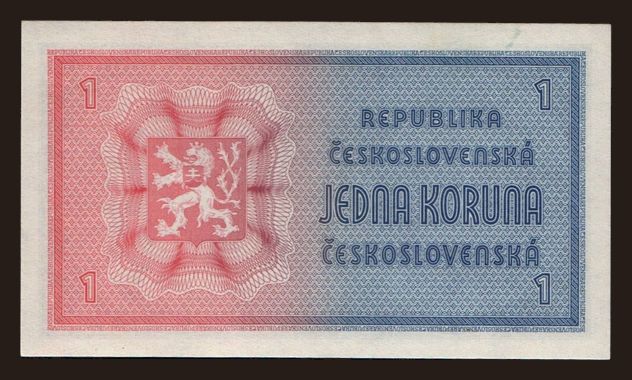 1
1
REPUBLIKA
ČESKOSLOVENSKÁ
JEDNA KORUNA
ČESKOSLOVENSKÁ
1
1